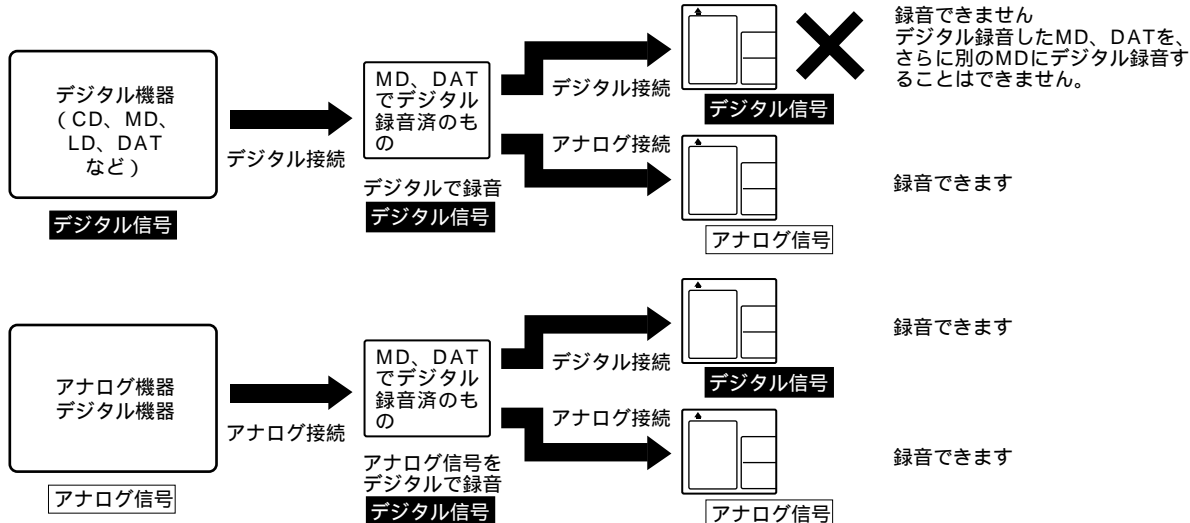 デジタル機器
(CD、MD、
LD、DAT
など)
デジタル信号
デジタル接続
MD、DAT
でデジタル
録音済のも
の
デジタルで録音
デジタル信号
デジタル接続
デジタル信号
録音できません
デジタル録音したMD、DATを、
さらに別のMDにデジタル録音す
ることはできません。
アナログ接続
アナログ信号
録音できます
アナログ機器
デジタル機器
アナログ信号
アナログ接続
MD、DAT
でデジタル
録音済のも
の
アナログ信号を
デジタルで録音
デジタル信号
デジタル接続
デジタル信号
録音できます
アナログ接続
アナログ信号
録音できます